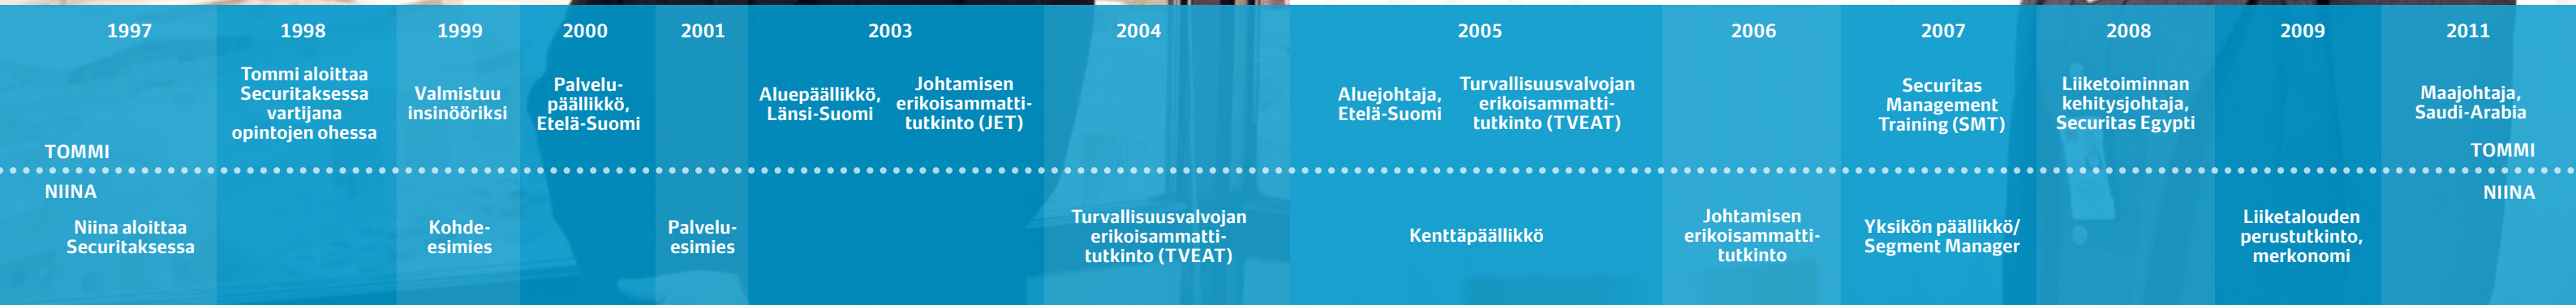 1997
1998
1999
2000
2001
2003
2004
2005
2006
2007
2008
2009
2011
Tommi aloittaa
Securitaksessa
vartijana
opintojen ohessa
Valmistuu
insinööriksi
Palvelu-
päällikkö,
Etelä-Suomi
Aluepäällikkö,
Länsi-Suomi
Johtamisen
erikoisammatti-
tutkinto (JET)
Aluejohtaja,
Etelä-Suomi
Turvallisuusvalvojan
erikoisammatti-
tutkinto (TVEAT)
Securitas
Management
Training (SMT)
Liiketoiminnan
kehitysjohtaja,
Securitas Egypti
Maajohtaja,
Saudi-Arabia
TOMMI
TOMMI
NIINA
NIINA
Niina aloittaa
Securitaksessa
Kohde-
esimies
Palvelu-
esimies
Turvallisuusvalvojan
erikoisammatti-
tutkinto (TVEAT)
Kenttäpäällikkö
Johtamisen
erikoisammatti-
tutkinto
Yksikön päällikkö/
Segment Manager
Liiketalouden
perustutkinto,
merkonomi